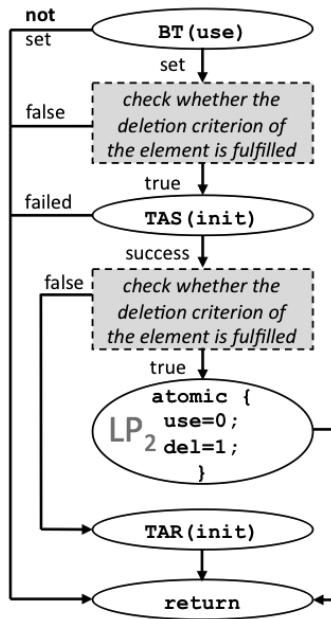 not
set
BT(use)
set
false
check whether the
deletion criterion of
the element is fulfilled
true
failed
TAS(init)
success
false
check whether the
deletion criterion of
the element is fulfilled
true
atomic {
LP2
use=0;
del=1;
}
TAR(init)
return